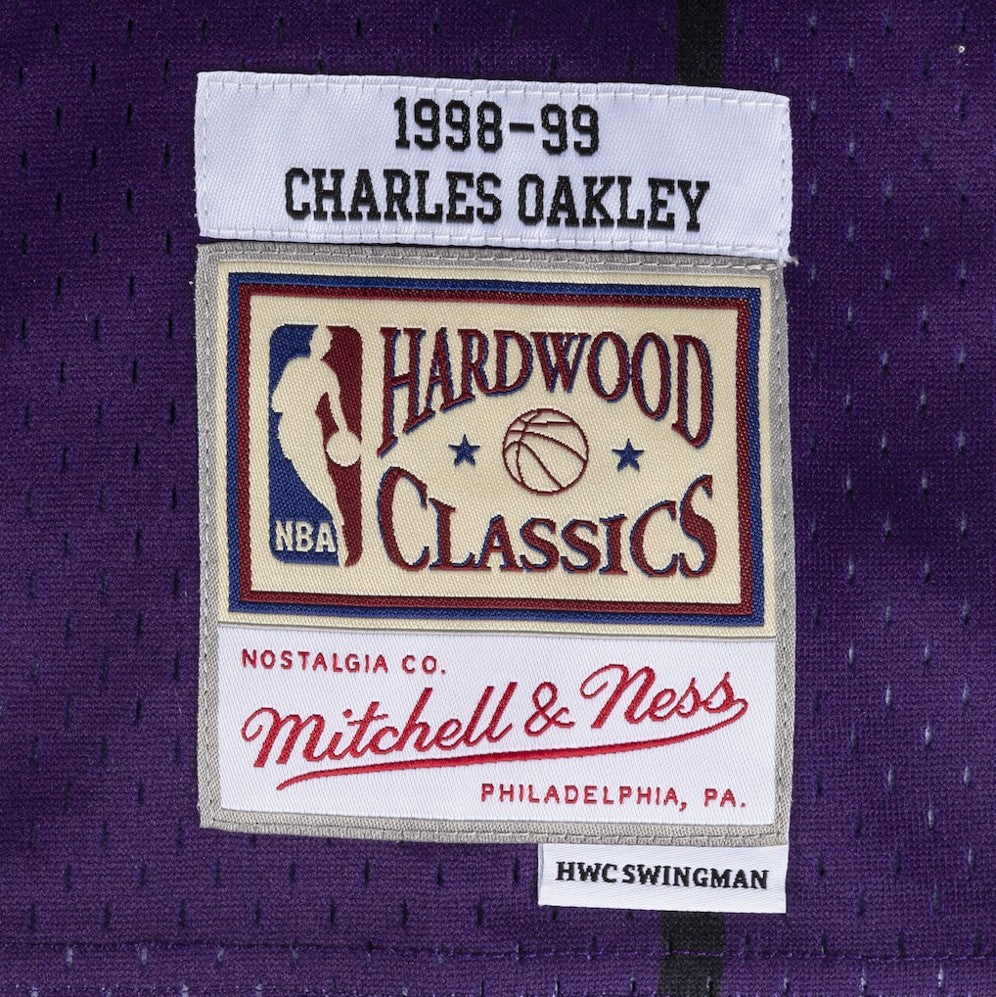 1998-99
CHARLES OAKLEY
HARDWOOD
CLASSICS
NBA
NOSTALGIA CO.
Mitchell & Ness
PHILADELPHIA, PA.
HWC SWINGMAN